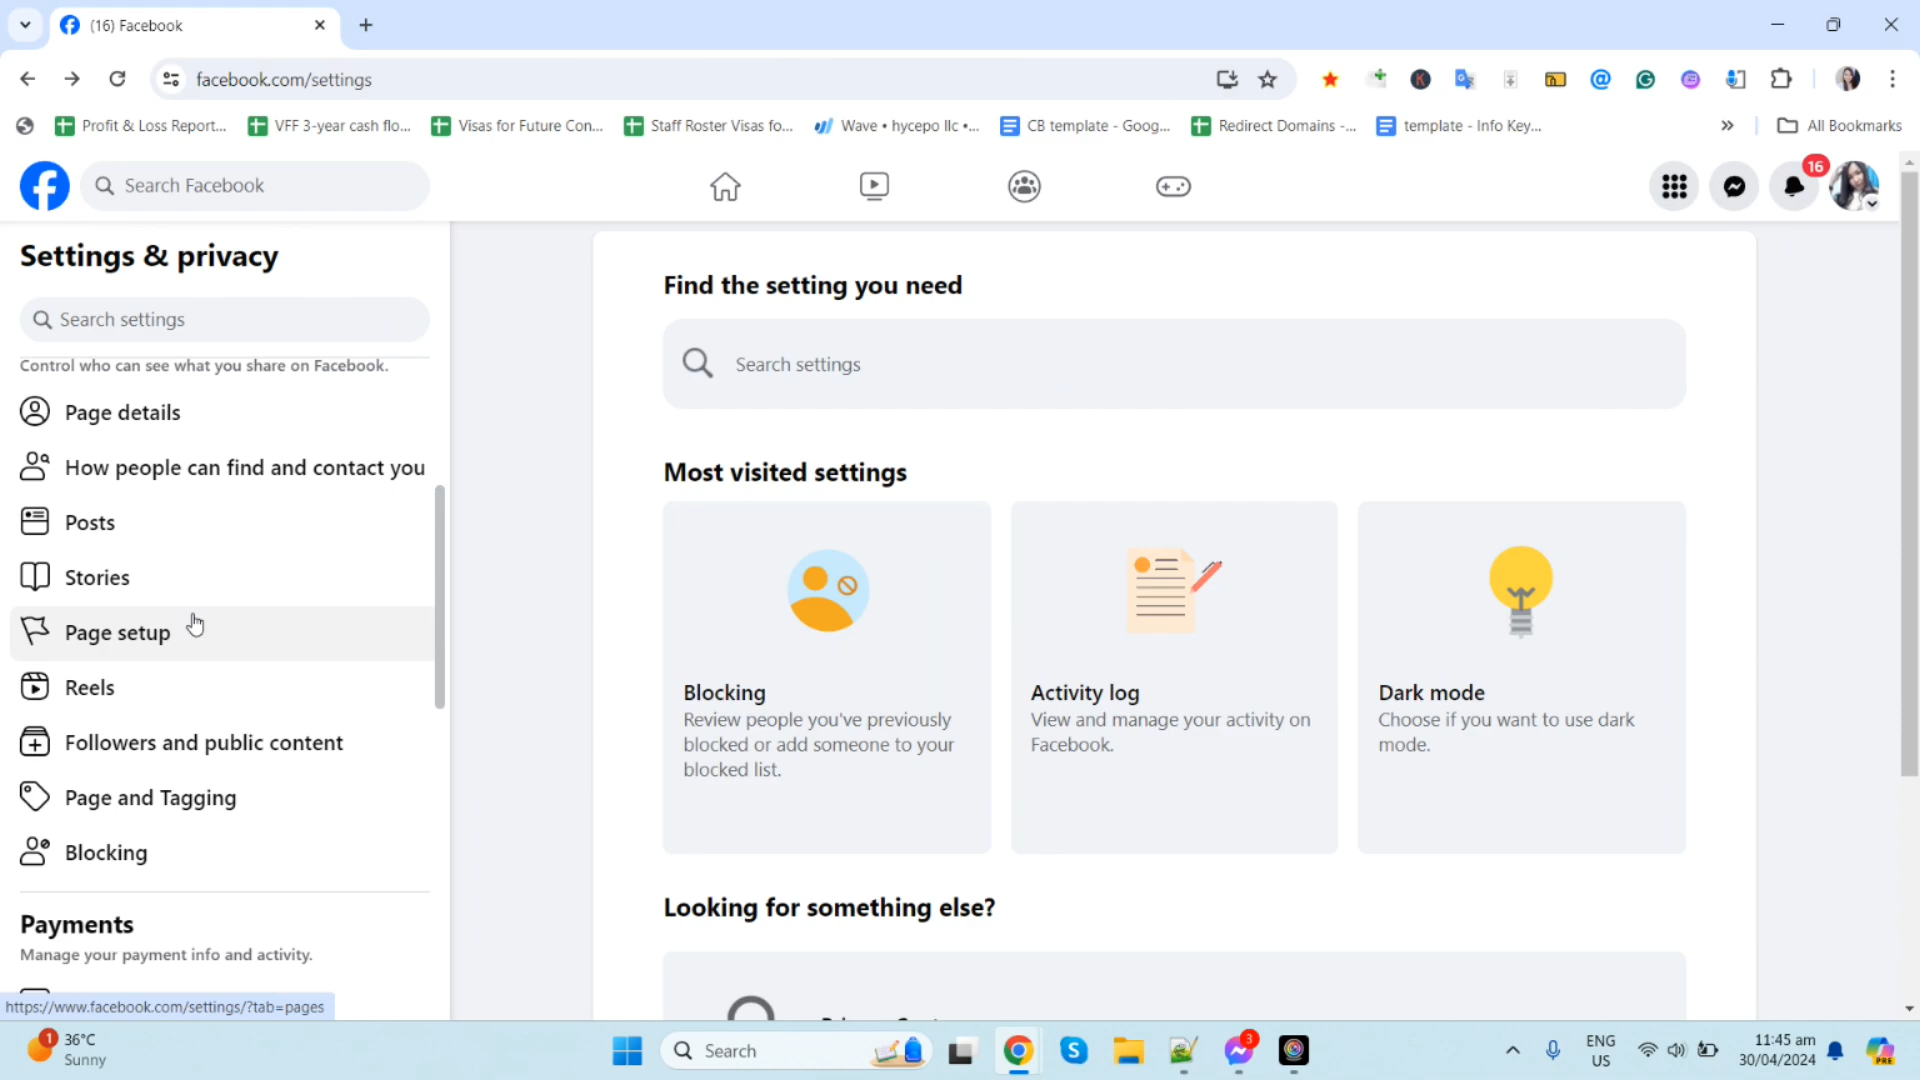 (16) Facebook
facebook.com/settings
Profit & Loss Report...
VFF 3-year cash flo...
Visas for Future Con...
Staff Roster Visas fo...
Wave • hycepo llc •...
CB template - Goog...
Redirect Domains -...
template - Info Key...
All Bookmarks
Search Facebook
16
Settings & privacy
Search settings
Control who can see what you share on Facebook.
Page details
How people can find and contact you
Posts
Stories
Page setup
Reels
Followers and public content
Page and Tagging
Blocking
Payments
Manage your payment info and activity.
https://www.facebook.com/settings/?tab=pages
Find the setting you need
Search settings
Most visited settings
Blocking
Review people you've previously
blocked or add someone to your
blocked list.
Activity log
View and manage your activity on
Facebook.
Dark mode
Choose if you want to use dark
mode.
Looking for something else?
1
36°C
Sunny
Search
3
ENG
US
11:45 am
30/04/2024
PRE